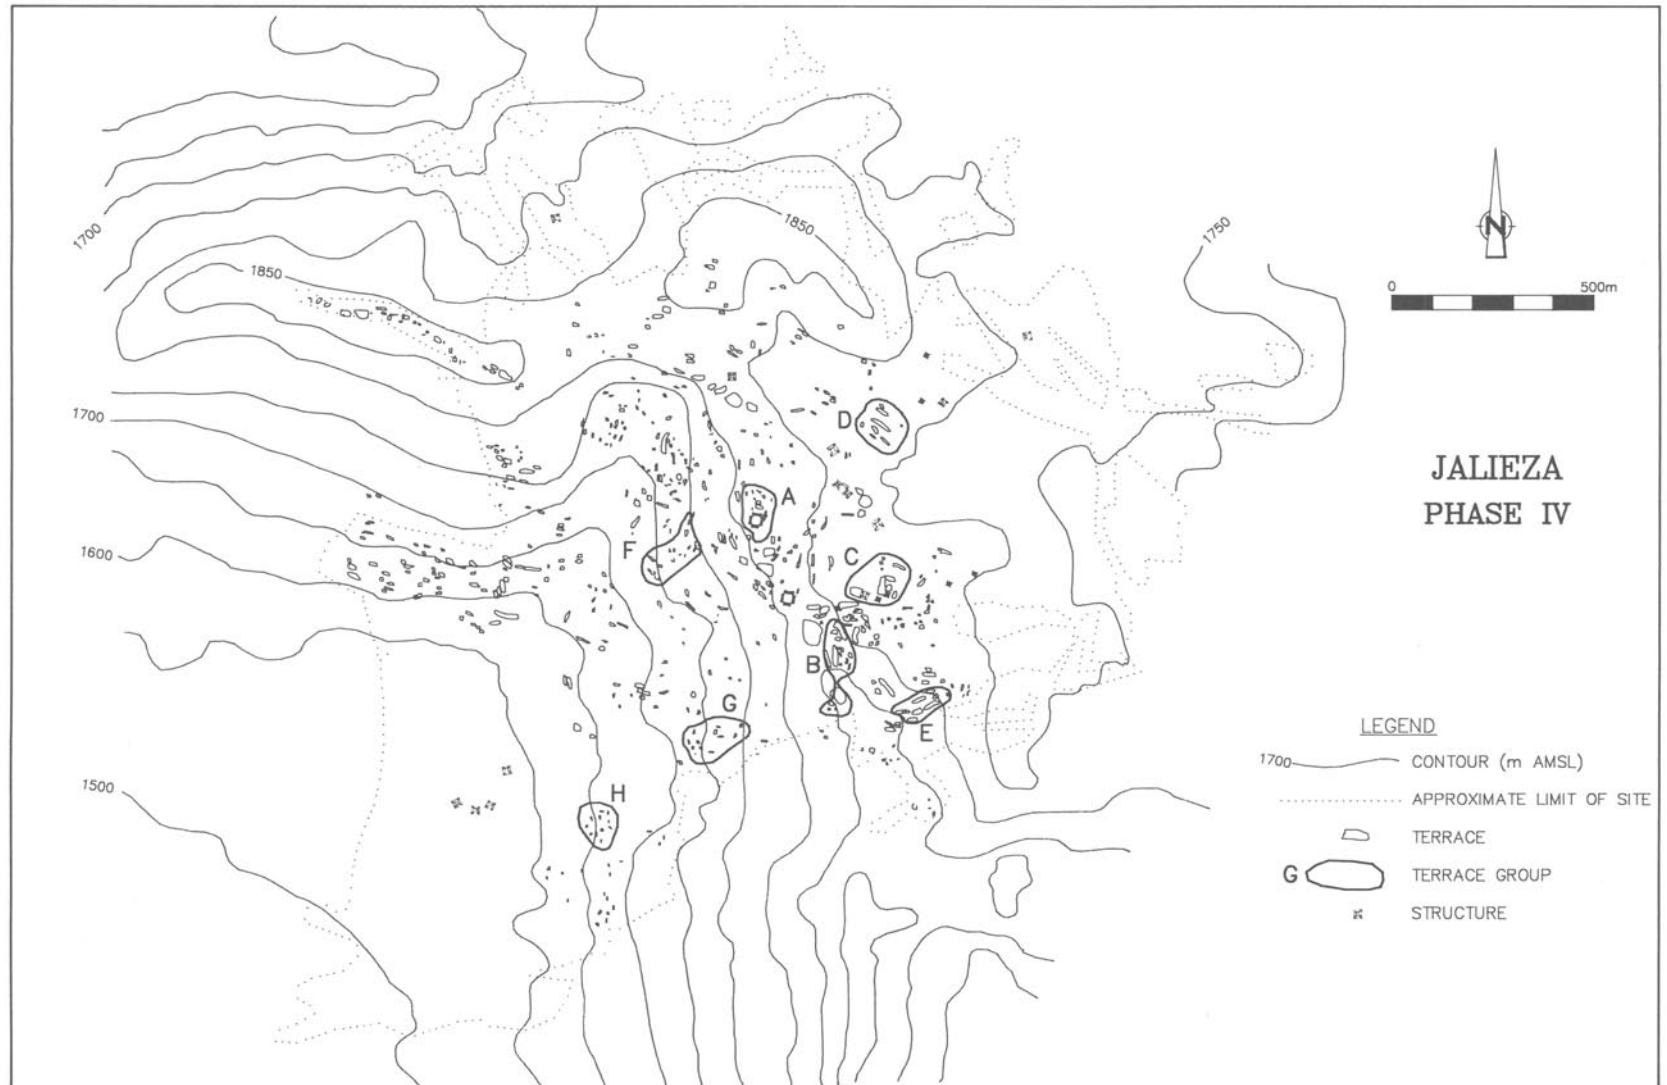 1850
1700
1750
1850
N
0 500m
1700
D
JALIEZA
PHASE IV
A
1600
F
C
B
G
E
LEGEND
1700 CONTOUR (m AMSL)
1500
H
APPROXIMATE LIMIT OF SITE
TERRACE
G TERRACE GROUP
STRUCTURE